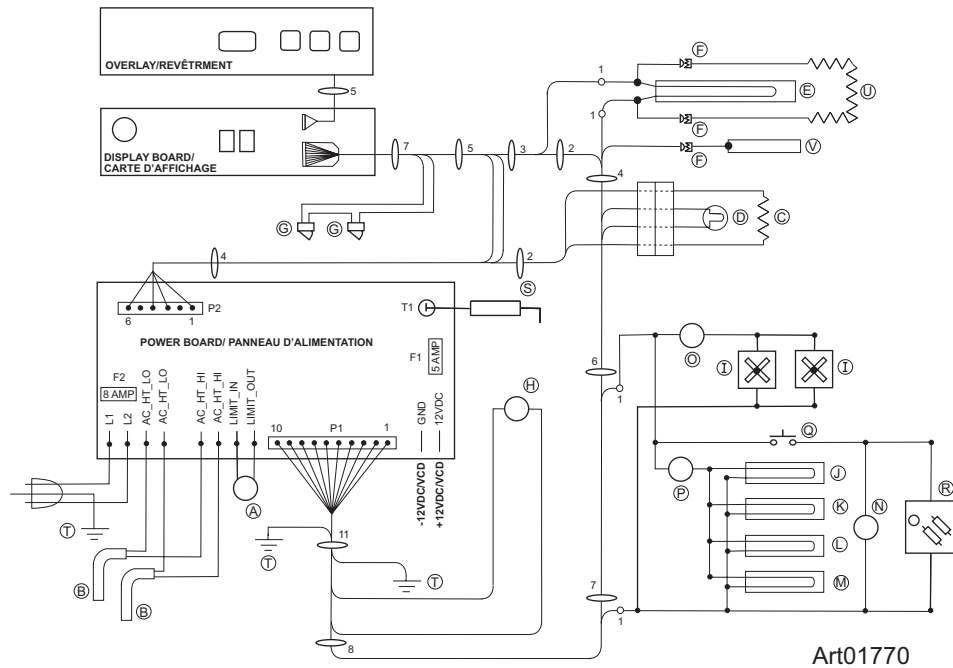 OVERLAY/REVÊTRMENT
5
DISPLAY BOARD/
CARTE D'AFFICHAGE
7
5
3
2
1
1
4
F
E
U
F
F
V
D
C
G
G
4
2
S
6
1
P2
T1
POWER BOARD/ PANNEAU D'ALIMENTATION
F1
5 AMP
F2
8 AMP
L1
L2
AC_HT_LO
AC_HT_LO
AC_HT_HI
AC_HT_HI
LIMIT_IN
LIMIT_OUT
10
P1
1
GND
12VDC
-12VDC/VCD
+12VDC/VCD
H
O
I
I
6
1
Q
P
J
K
L
M
N
R
A
T
B
B
11
T
T
7
1
8
Art01770